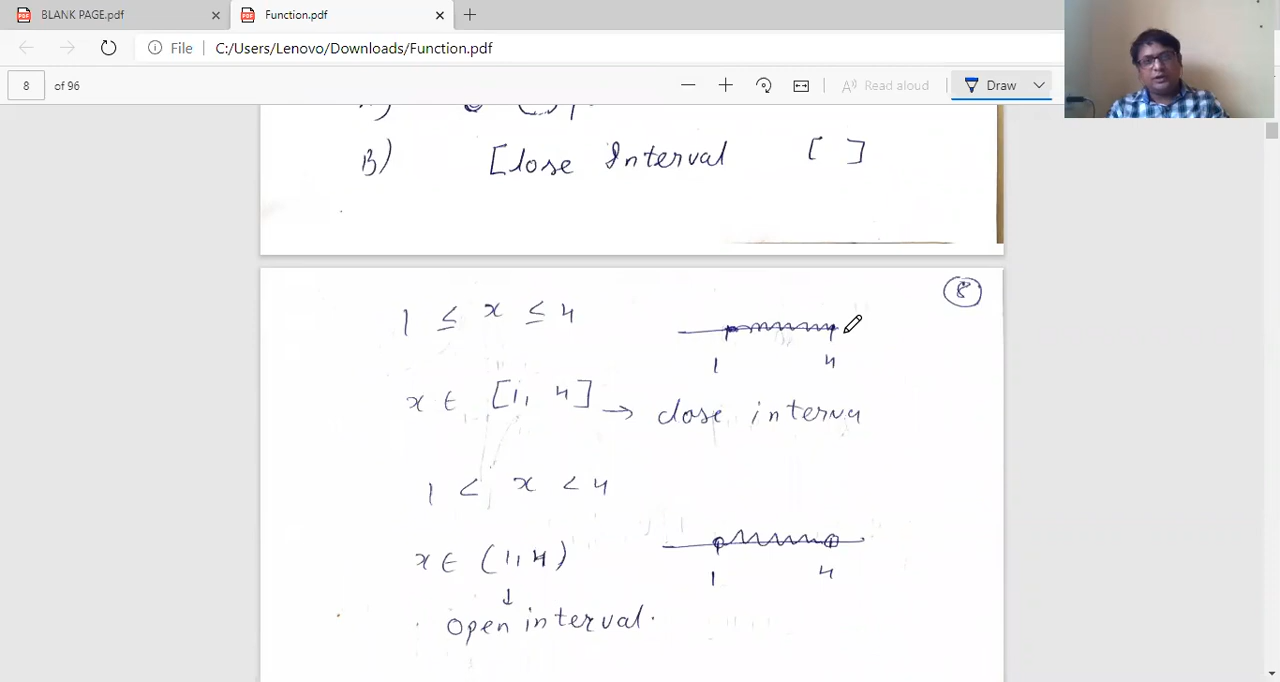 BLANK PAGE.pdf
Function.pdf
File
C:/Users/Lenovo/Downloads/Function.pdf
8 of 96
Read aloud
Draw
B) [lose Interval [ ]
8
1 ≤ x ≤ 4
1 4
x ∈ [1, 4] → close interva
1 < x < 4
x ∈ (1, 4)
1 4
↓
Open interval.